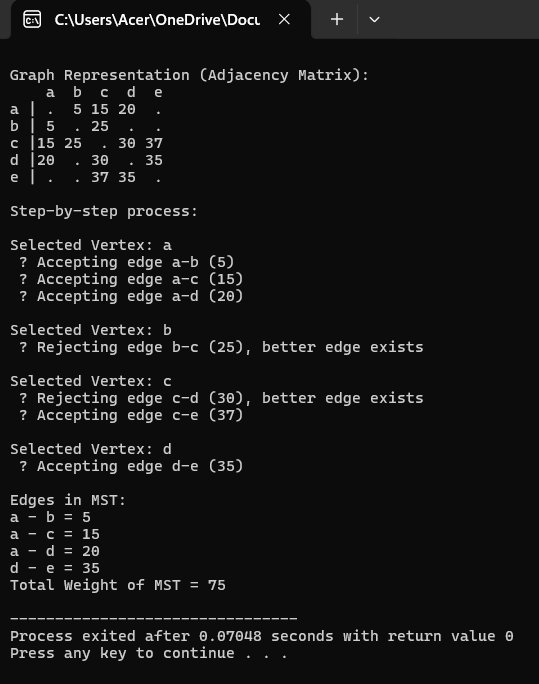 C:\Users\Acer\OneDrive\Docu
Graph Representation (Adjacency Matrix):
    a  b  c  d  e
a | .  5 15 20  .
b | 5  . 25  .  .
c |15 25  . 30 37
d |20  . 30  . 35
e | .  . 37 35  .
Step-by-step process:
Selected Vertex: a
 ? Accepting edge a-b (5)
 ? Accepting edge a-c (15)
 ? Accepting edge a-d (20)
Selected Vertex: b
 ? Rejecting edge b-c (25), better edge exists
Selected Vertex: c
 ? Rejecting edge c-d (30), better edge exists
 ? Accepting edge c-e (37)
Selected Vertex: d
 ? Accepting edge d-e (35)
Edges in MST:
a - b = 5
a - c = 15
a - d = 20
d - e = 35
Total Weight of MST = 75
--------------------------------
Process exited after 0.07048 seconds with return value 0
Press any key to continue . . .